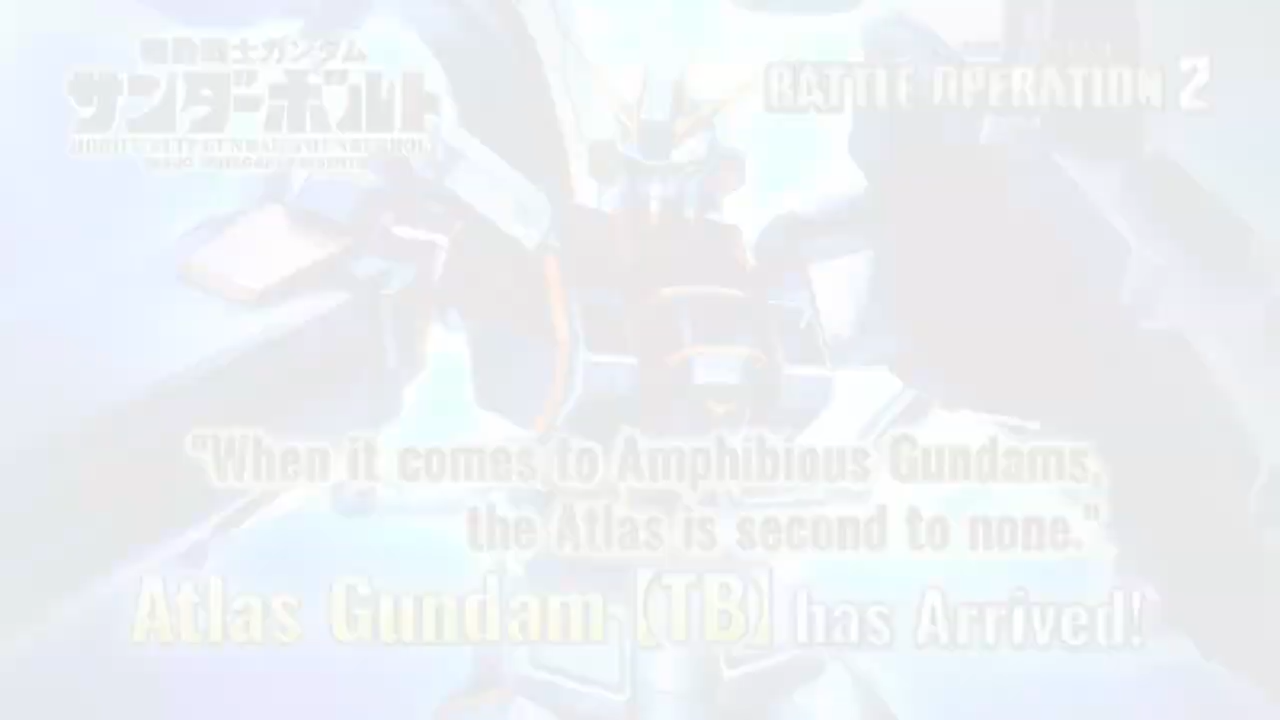 機動戦士ガンダム
サンダーボルト
BATTLE OPERATION 2
"When it comes to Amphibious Gundams,
the Atlas is second to none."
Atlas Gundam【TB】has Arrived!